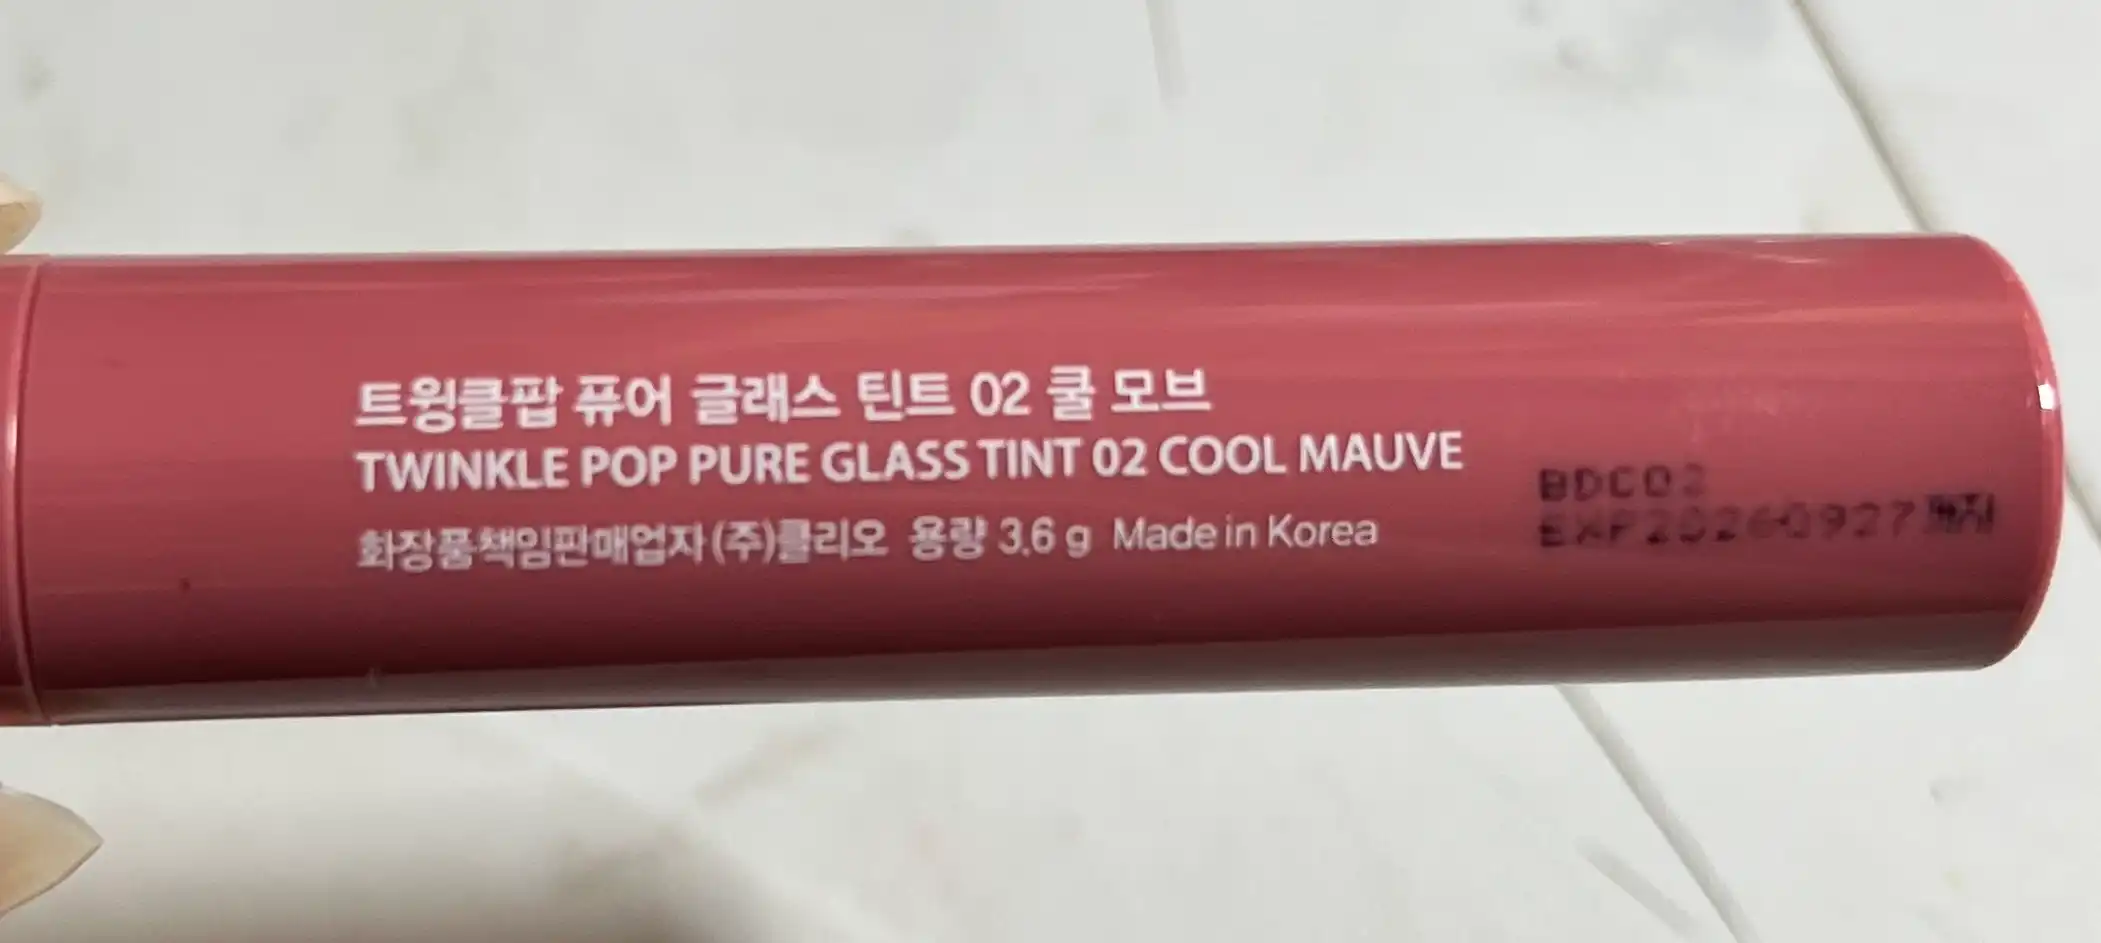 트윙클팝 퓨어 글래스 틴트 02 쿨 모브
TWINKLE POP PURE GLASS TINT 02 COOL MAUVE
화장품책임판매업자(주)클리오 용량 3.6 g Made in Korea
BDC02
EXP20260927까지